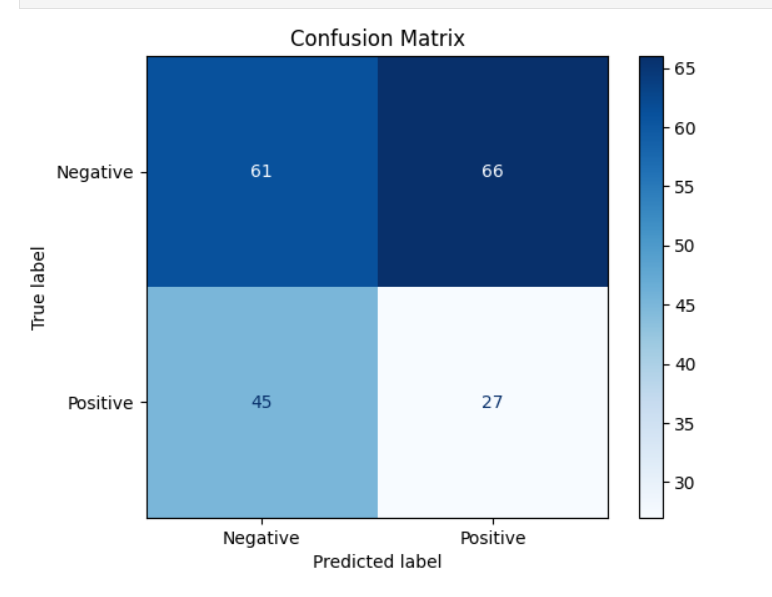 Confusion Matrix
Negative
61
66
Positive
45
27
Negative
Positive
Predicted label
True label
65
60
55
50
45
40
35
30